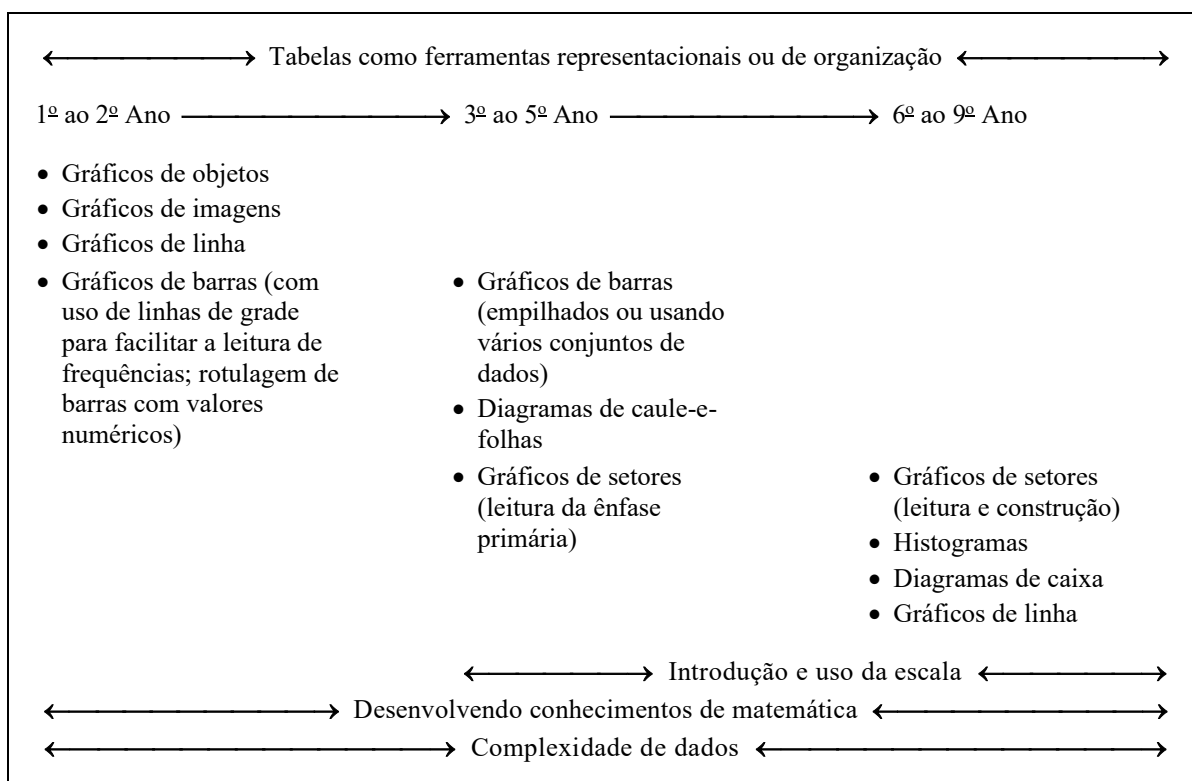 Tabelas como ferramentas representacionais ou de organização
1º ao 2º Ano 3º ao 5º Ano 6º ao 9º Ano
• Gráficos de objetos
• Gráficos de imagens
• Gráficos de linha
• Gráficos de barras (com
uso de linhas de grade
para facilitar a leitura de
frequências; rotulagem de
barras com valores
numéricos)
• Gráficos de barras
(empilhados ou usando
vários conjuntos de
dados)
• Diagramas de caule-e-
folhas
• Gráficos de setores
(leitura da ênfase
primária)
• Gráficos de setores
(leitura e construção)
• Histogramas
• Diagramas de caixa
• Gráficos de linha
Introdução e uso da escala
Desenvolvendo conhecimentos de matemática
Complexidade de dados